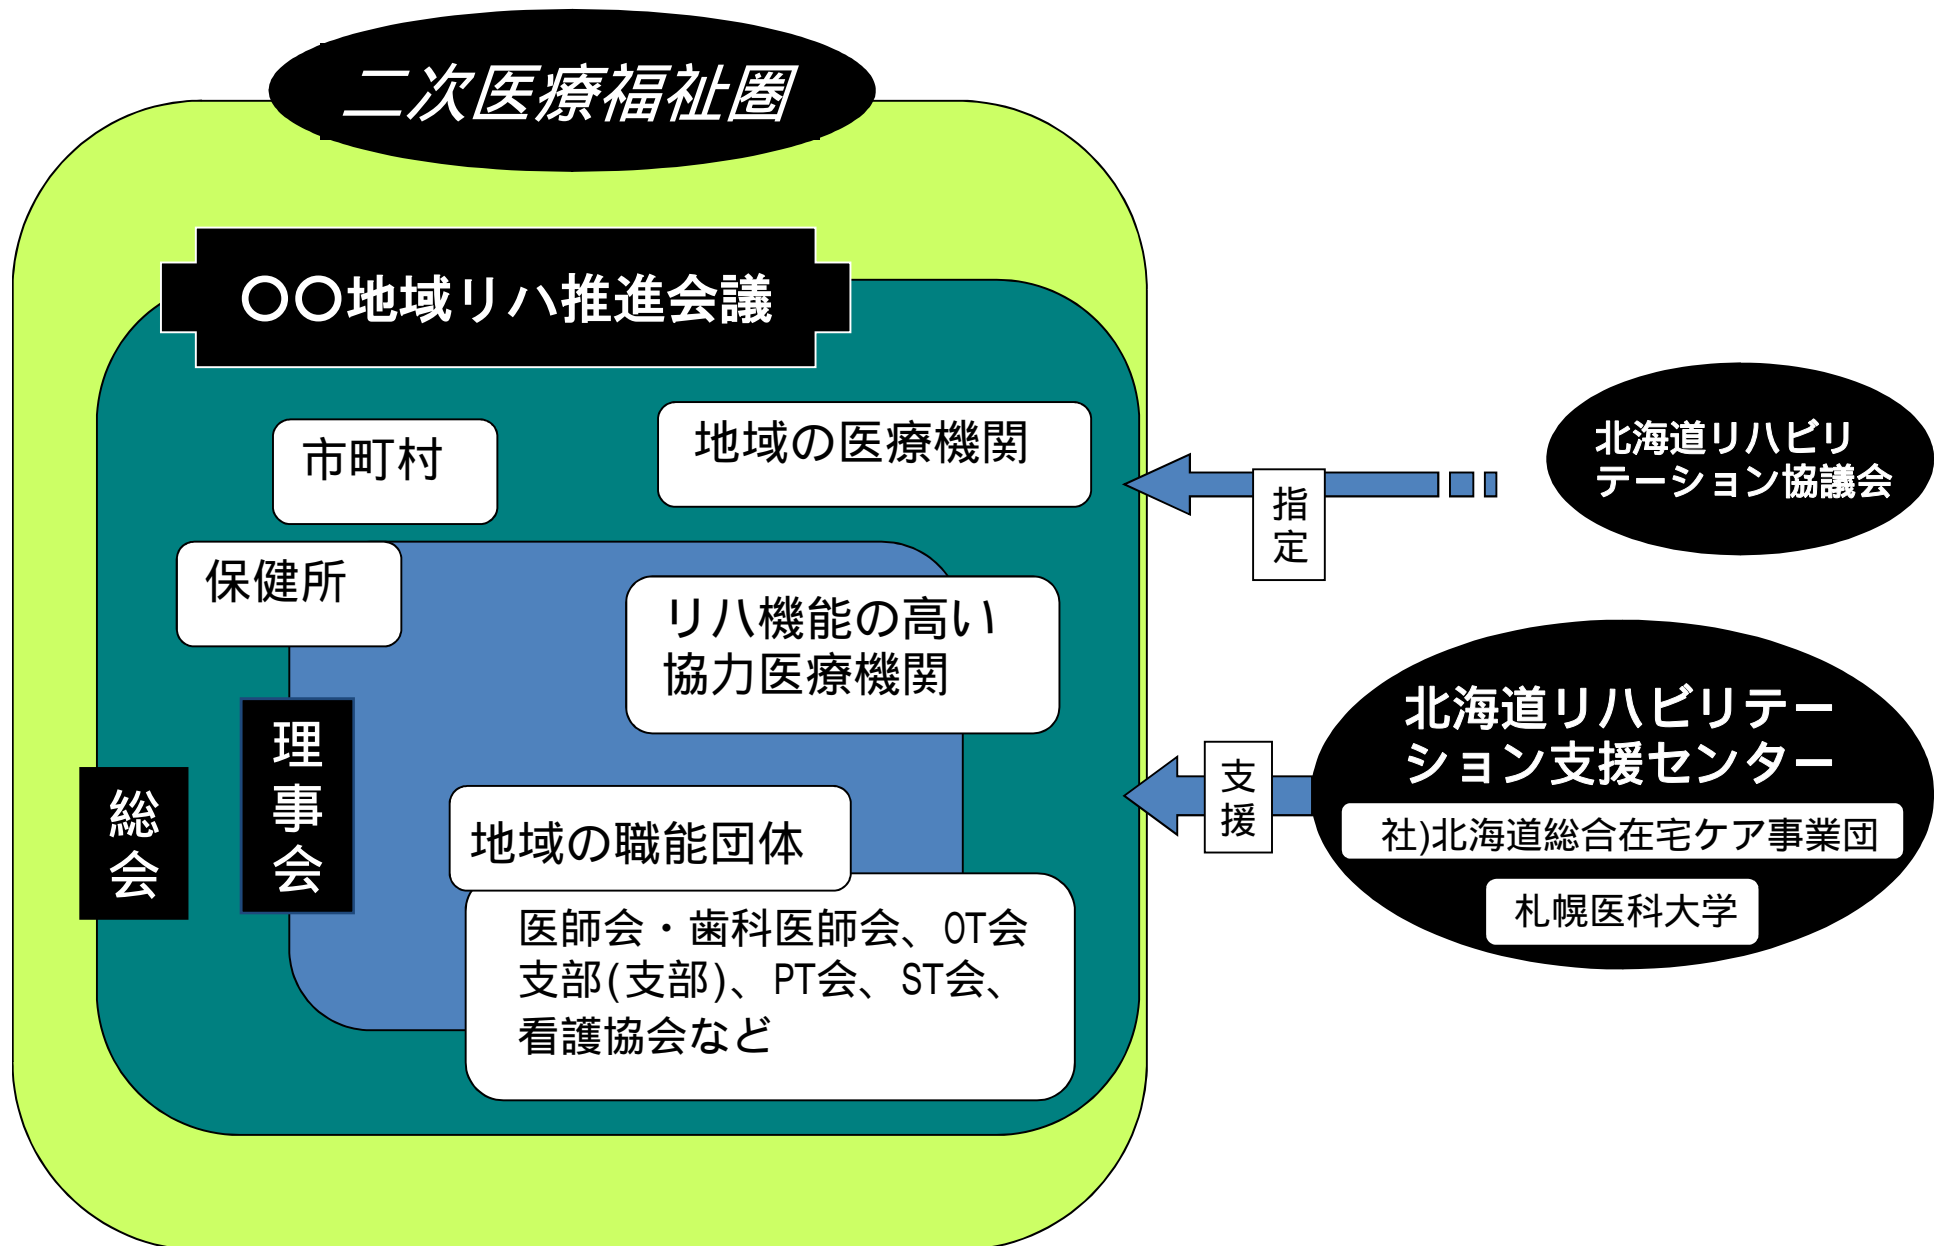 二次医療福祉圏
〇〇地域リハ推進会議
市町村
地域の医療機関
保健所
リハ機能の高い
協力医療機関
理事会
総会
地域の職能団体
医師会・歯科医師会、OT会
支部(支部)、PT会、ST会、
看護協会など
指定
北海道リハビリ
テーション協議会
支援
北海道リハビリテー
ション支援センター
社)北海道総合在宅ケア事業団
札幌医科大学